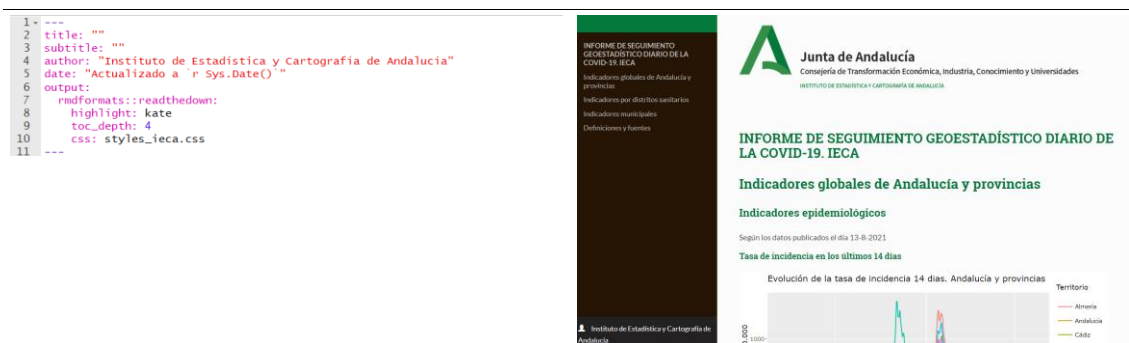 1 ---
2 title: ""
3 subtitle: ""
4 author: "Instituto de Estadística y Cartografía de Andalucía"
5 date: "Actualizado a `r Sys.Date()`"
6 output:
7 rmdformats::readthedown:
8 highlight: kate
9 toc_depth: 4
10 css: styles_ieca.css
11 ---
INFORME DE SEGUIMIENTO
GEOESTADÍSTICO DIARIO DE LA
COVID-19. IECA
Indicadores globales de Andalucía y
provincias
Indicadores por distritos sanitarios
Indicadores municipales
Definiciones y fuentes
Instituto de Estadística y Cartografía de
Andalucía
Junta de Andalucía
Consejería de Transformación Económica, Industria, Conocimiento y Universidades
INSTITUTO DE ESTADÍSTICA Y CARTOGRAFÍA DE ANDALUCÍA
INFORME DE SEGUIMIENTO GEOESTADÍSTICO DIARIO DE
LA COVID-19. IECA
Indicadores globales de Andalucía y provincias
Indicadores epidemiológicos
Según los datos publicados el día 13-8-2021
Tasa de incidencia en los últimos 14 días
Evolución de la tasa de incidencia 14 días. Andalucía y provincias
Territorio
Almería
Andalucía
Cádiz
1000